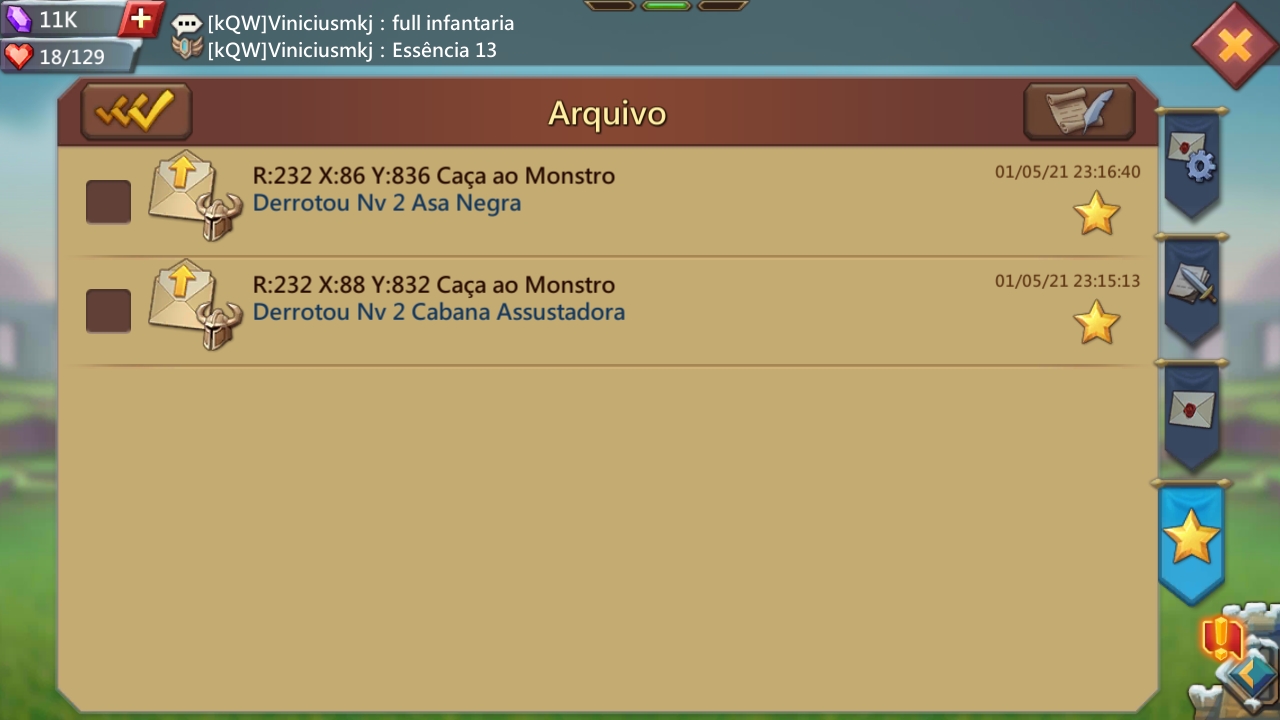 11K
[kQW]Viniciusmkj : full infantaria
18/129
[kQW]Viniciusmkj : Essência 13
Arquivo
R:232 X:86 Y:836 Caça ao Monstro
01/05/21 23:16:40
Derrotou Nv 2 Asa Negra
R:232 X:88 Y:832 Caça ao Monstro
01/05/21 23:15:13
Derrotou Nv 2 Cabana Assustadora